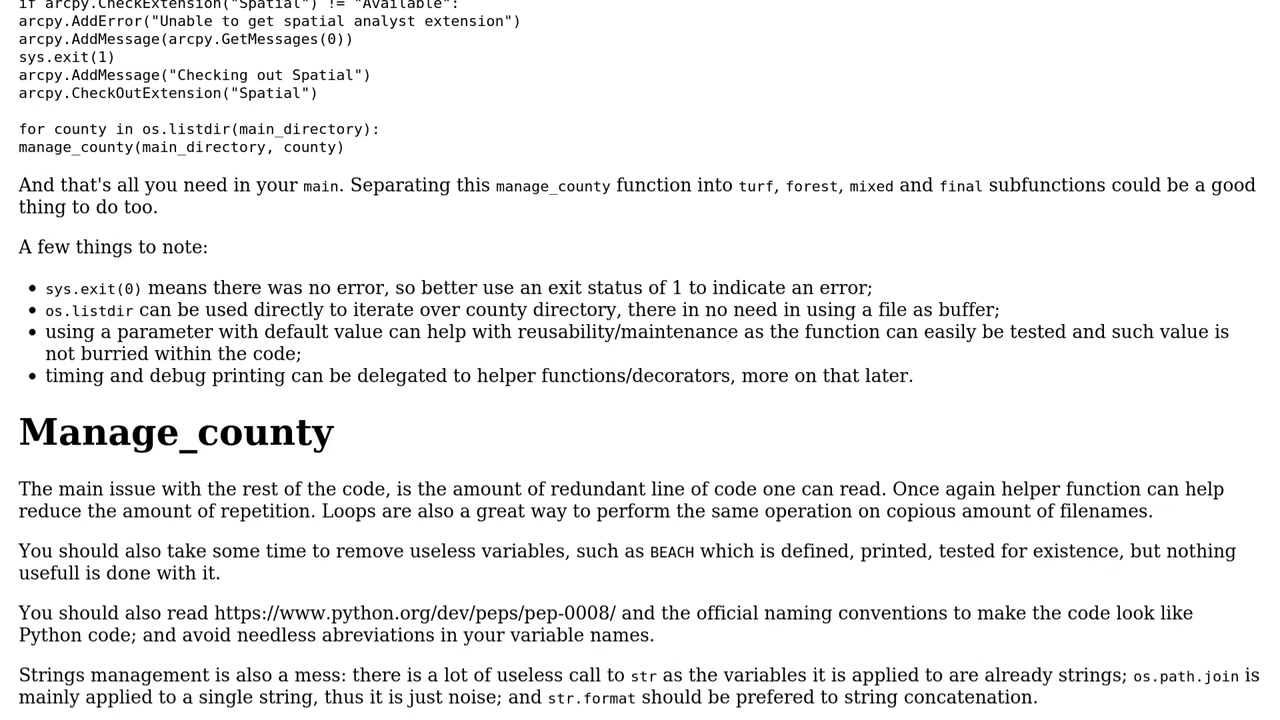 if arcpy.CheckExtension("Spatial") != "Available":
arcpy.AddError("Unable to get spatial analyst extension")
arcpy.AddMessage(arcpy.GetMessages(0))
sys.exit(1)
arcpy.AddMessage("Checking out Spatial")
arcpy.CheckOutExtension("Spatial")
for county in os.listdir(main_directory):
manage_county(main_directory, county)
And that's all you need in your main. Separating this manage_county function into turf, forest, mixed and final subfunctions could be a good
thing to do too.
A few things to note:
• sys.exit(0) means there was no error, so better use an exit status of 1 to indicate an error;
• os.listdir can be used directly to iterate over county directory, there in no need in using a file as buffer;
• using a parameter with default value can help with reusability/maintenance as the function can easily be tested and such value is
not burried within the code;
• timing and debug printing can be delegated to helper functions/decorators, more on that later.
Manage_county
The main issue with the rest of the code, is the amount of redundant line of code one can read. Once again helper function can help
reduce the amount of repetition. Loops are also a great way to perform the same operation on copious amount of filenames.
You should also take some time to remove useless variables, such as BEACH which is defined, printed, tested for existence, but nothing
usefull is done with it.
You should also read https://www.python.org/dev/peps/pep-0008/ and the official naming conventions to make the code look like
Python code; and avoid needless abreviations in your variable names.
Strings management is also a mess: there is a lot of useless call to str as the variables it is applied to are already strings; os.path.join is
mainly applied to a single string, thus it is just noise; and str.format should be prefered to string concatenation.